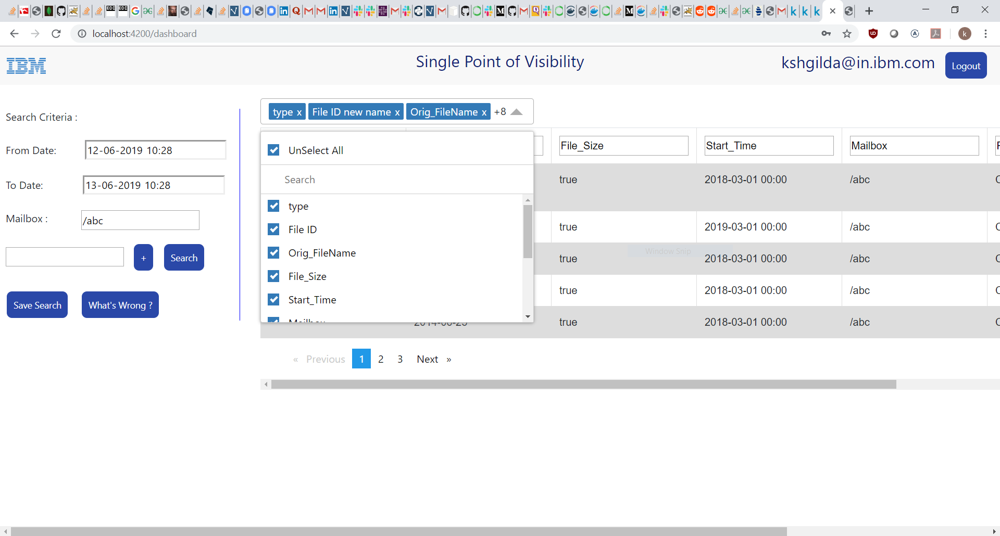 localhost:4200/dashboard
k
IBM
Single Point of Visibility
kshgilda@in.ibm.com
Logout
Search Criteria :
From Date:
12-06-2019 10:28
To Date:
13-06-2019 10:28
Mailbox :
/abc
+
Search
Save Search
What's Wrong ?
type x
File ID new name x
Orig_FileName x
+8
UnSelect All
Search
type
File ID
Orig_FileName
File_Size
Start_Time
Mailbox
File_Size
Start_Time
Mailbox
true
2018-03-01 00:00
/abc
true
2019-03-01 00:00
/abc
true
2018-03-01 00:00
/abc
Window Snip
true
2018-03-01 00:00
/abc
true
2018-03-01 00:00
/abc
« Previous 1 2 3 Next »